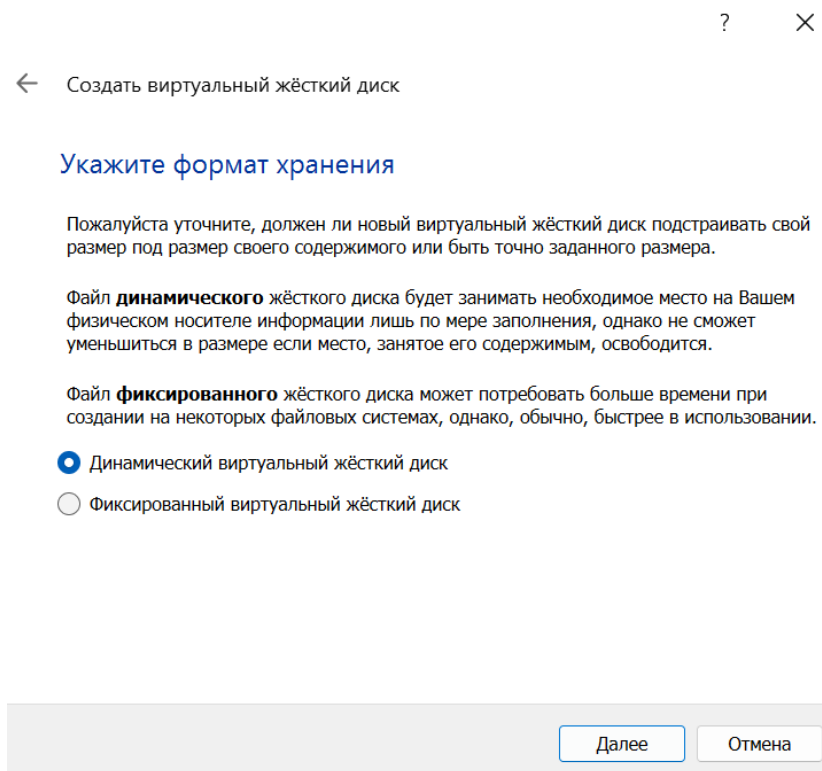 ?
Создать виртуальный жёсткий диск
Укажите формат хранения
Пожалуйста уточните, должен ли новый виртуальный жёсткий диск подстраивать свой
размер под размер своего содержимого или быть точно заданного размера.
Файл динамического жёсткого диска будет занимать необходимое место на Вашем
физическом носителе информации лишь по мере заполнения, однако не сможет
уменьшиться в размере если место, занятое его содержимым, освободится.
Файл фиксированного жёсткого диска может потребовать больше времени при
создании на некоторых файловых системах, однако, обычно, быстрее в использовании.
Динамический виртуальный жёсткий диск
Фиксированный виртуальный жёсткий диск
Далее Отмена